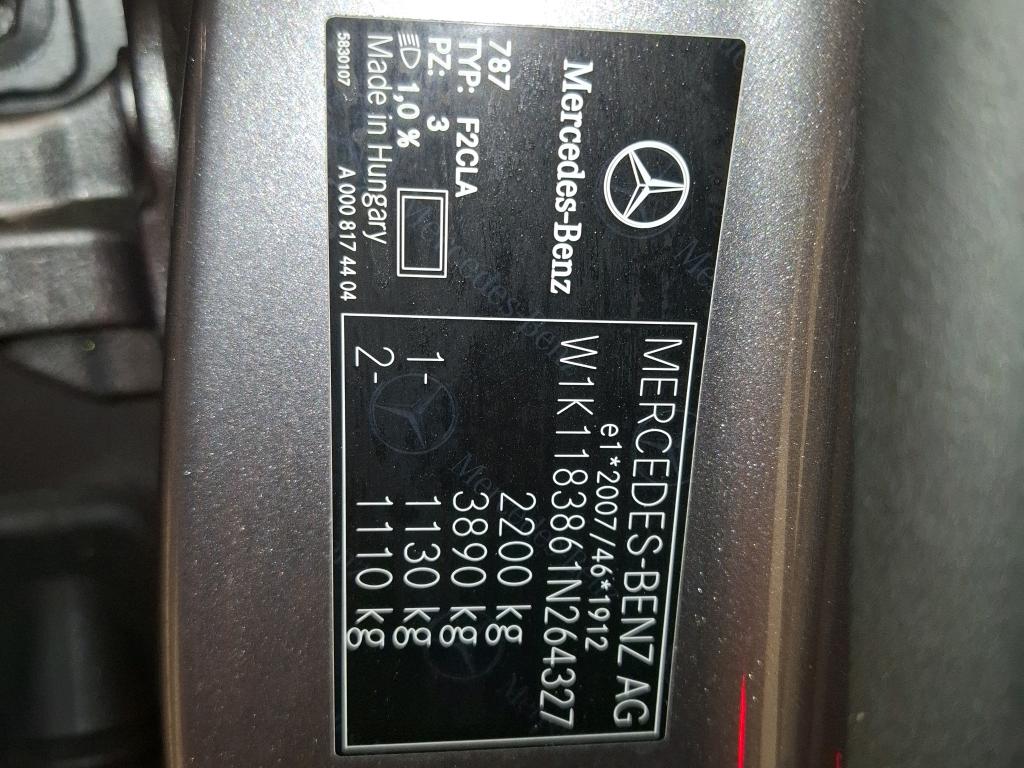 Mercedes-Benz
787
TYP: F2CLA
PZ: 3
1,0 %
Made in Hungary
5830107 A 000 817 44 04
MERCEDES-BENZ AG
e1*2007/46*1912
W1K1183861N264327
2200 kg
3890 kg
1- 1130 kg
2- 1110 kg